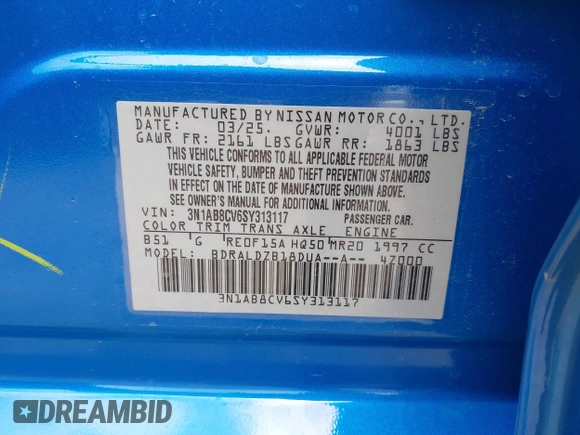 MANUFACTURED BY NISSAN MOTOR CO., LTD.
DATE: 03/25. GVWR: 4001 LBS
GAWR FR: 2161 LBS GAWR RR: 1863 LBS
THIS VEHICLE CONFORMS TO ALL APPLICABLE FEDERAL MOTOR
VEHICLE SAFETY, BUMPER AND THEFT PREVENTION STANDARDS
IN EFFECT ON THE DATE OF MANUFACTURE SHOWN ABOVE.
SEE OWNER'S MANUAL FOR ADDITIONAL INFORMATION.
VIN: 3N1AB8CV6SY313117 PASSENGER CAR.
COLOR TRIM TRANS AXLE ENGINE
B51 G RE0F15A HQ50 MR20 1997 CC
MODEL: BDRALDZB18DUA--A-- 47000
3N1AB8CV6SY313117
DREAMBID